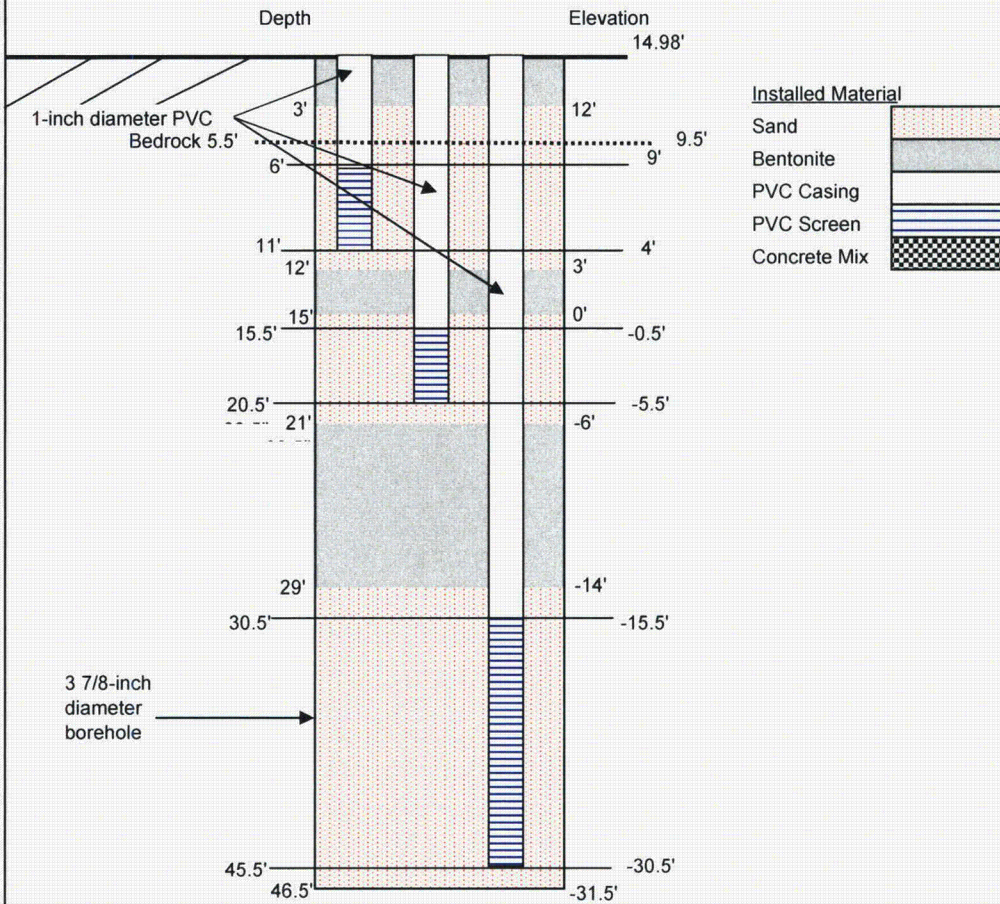 Depth
Elevation
14.98'
Installed Material
3'
12'
1-inch diameter PVC
Sand
Bedrock 5.5'
9.5'
6'
9'
Bentonite
PVC Casing
PVC Screen
11'
4'
Concrete Mix
12'
3'
15'
0'
15.5'
-0.5'
20.5'
-5.5'
21'
-6'
29'
-14'
30.5'
-15.5'
3 7/8-inch
diameter
borehole
45.5'
-30.5'
46.5'
-31.5'